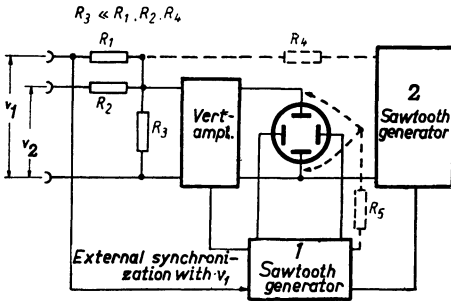 R₃ ≪ R₁, R₂, R₄
R₁
R₄
R₂
v₁
v₂
R₃
Vert-
ampt.
2
Sawtooth
generator
R₅
External synchroni-
zation with v₁
1
Sawtooth
generator